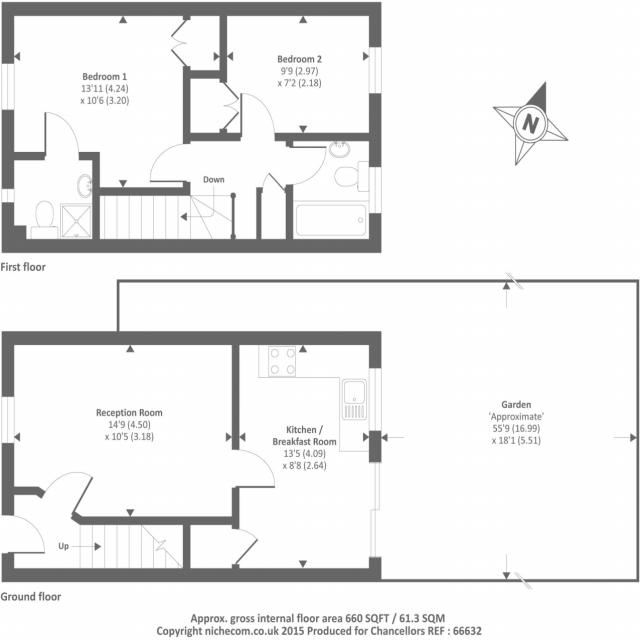 Bedroom 1
13'11 (4.24)
x 10'6 (3.20)
Bedroom 2
9'9 (2.97)
x 7'2 (2.18)
N
Down
First floor
Reception Room
14'9 (4.50)
x 10'5 (3.18)
Kitchen /
Breakfast Room
13'5 (4.09)
x 8'8 (2.64)
Garden
'Approximate'
55'9 (16.99)
x 18'1 (5.51)
Up
Ground floor
Approx. gross internal floor area 660 SQFT / 61.3 SQM
Copyright nichecom.co.uk 2015 Produced for Chancellors REF : 66632